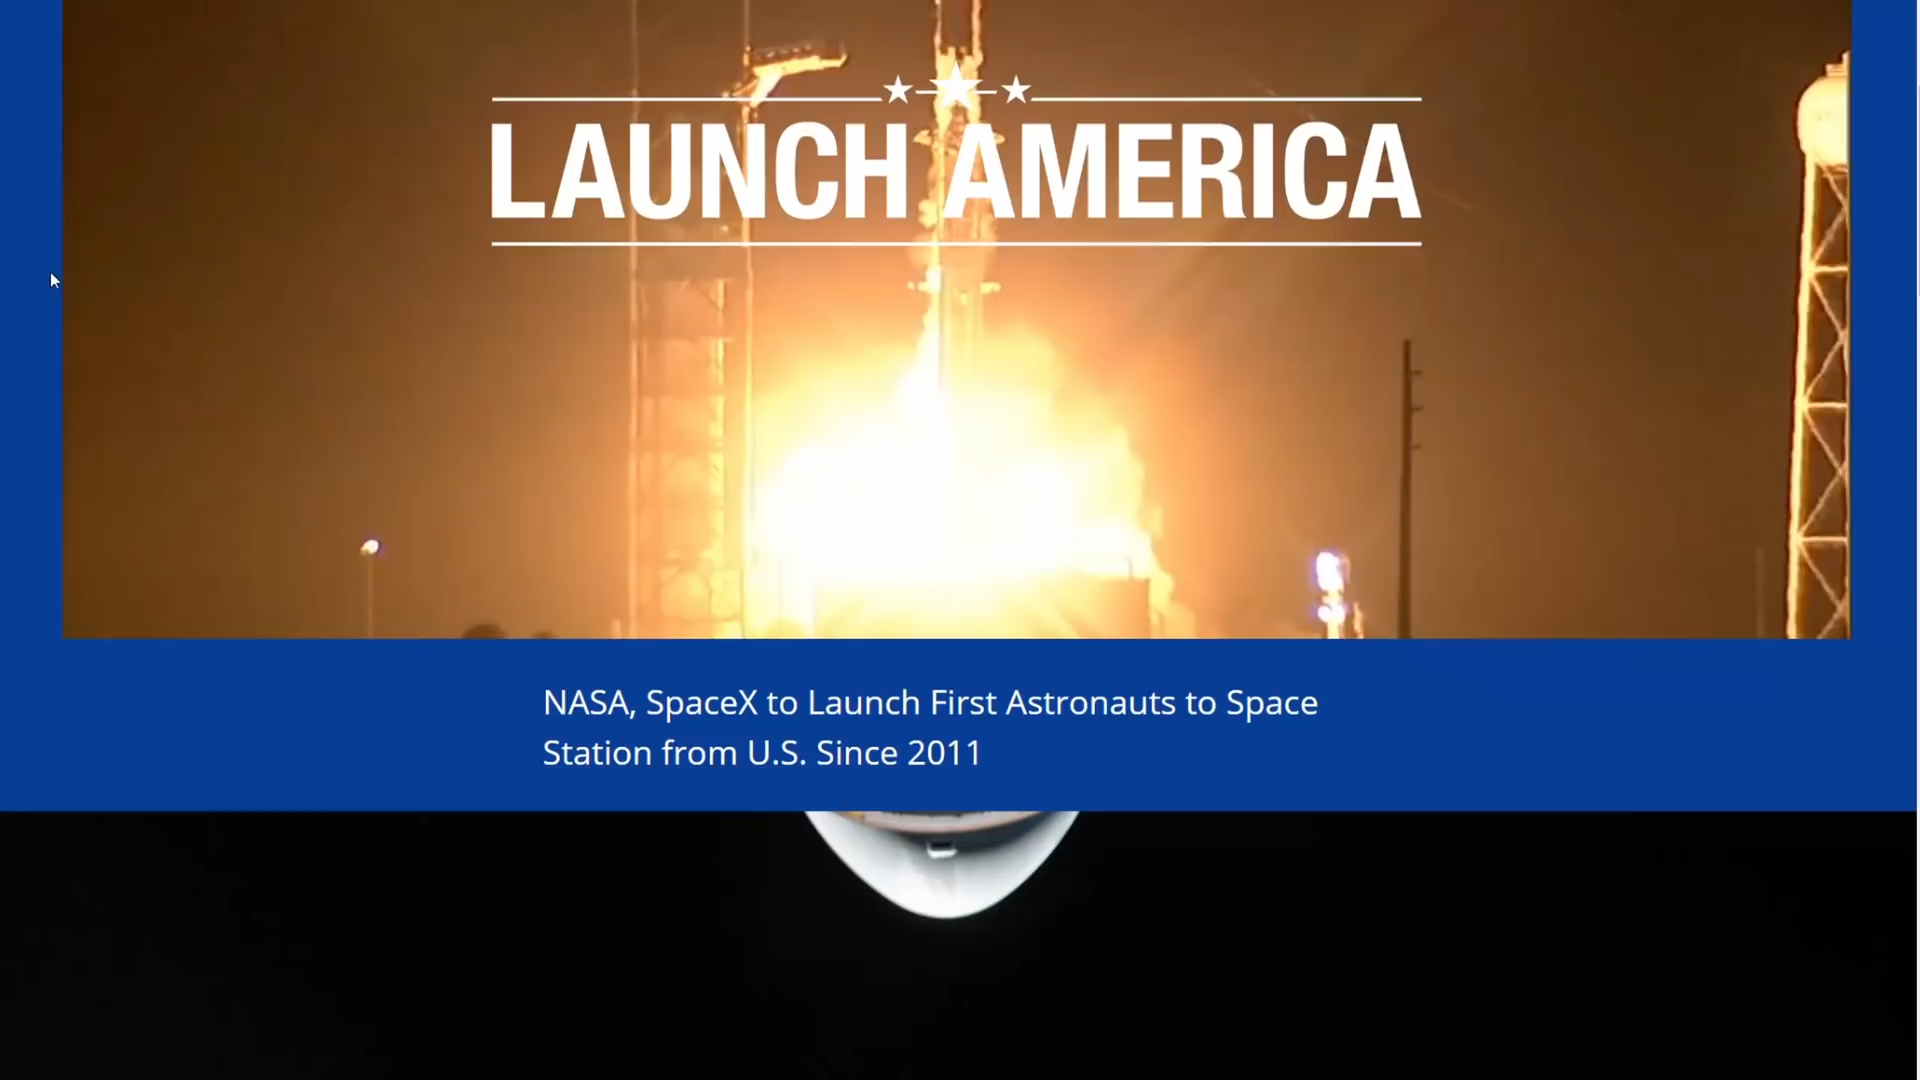 LAUNCH AMERICA
NASA, SpaceX to Launch First Astronauts to Space
Station from U.S. Since 2011